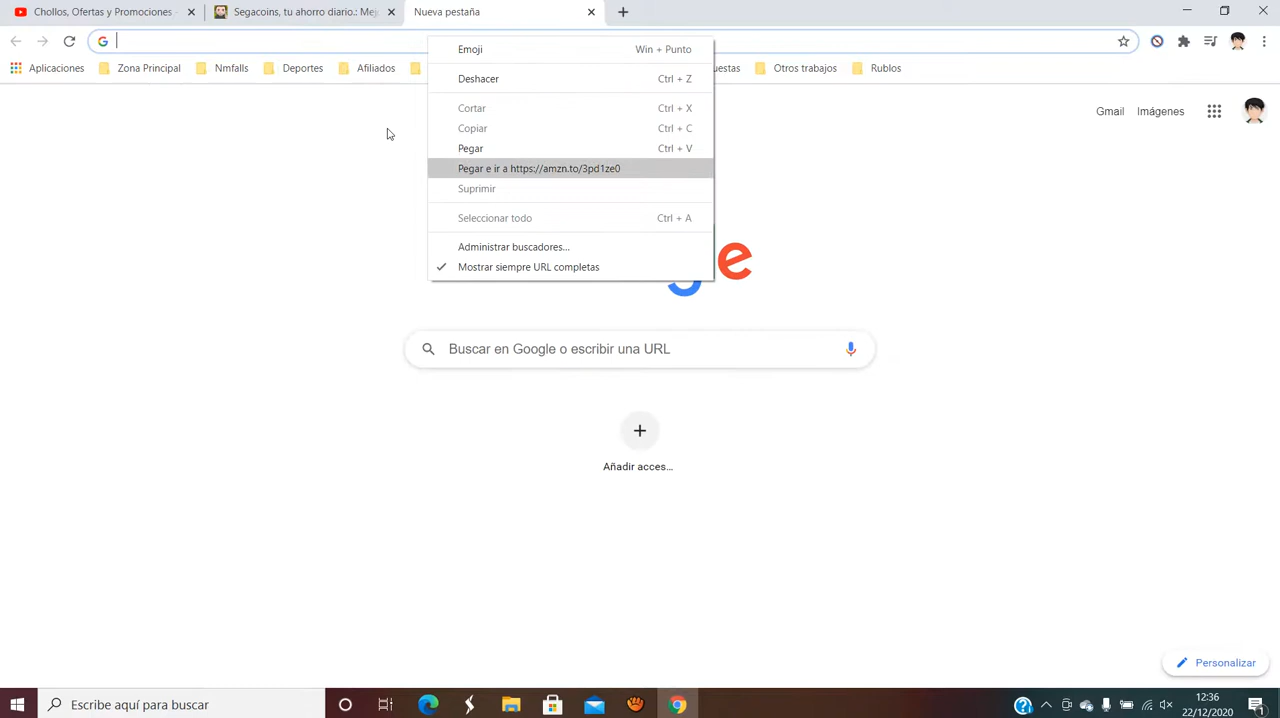 Chollos, Ofertas y Promociones -
Segacoins, tu ahorro diario.: Mej
Nueva pestaña
Aplicaciones
Zona Principal
Nmfalls
Deportes
Afiliados
uestas
Otros trabajos
Rublos
Gmail
Imágenes
Emoji Win + Punto
Deshacer Ctrl + Z
Cortar Ctrl + X
Copiar Ctrl + C
Pegar Ctrl + V
Pegar e ir a https://amzn.to/3pd1ze0
Suprimir
Seleccionar todo Ctrl + A
Administrar buscadores...
Mostrar siempre URL completas
Buscar en Google o escribir una URL
Añadir acces...
Personalizar
Escribe aquí para buscar
12:36
22/12/2020